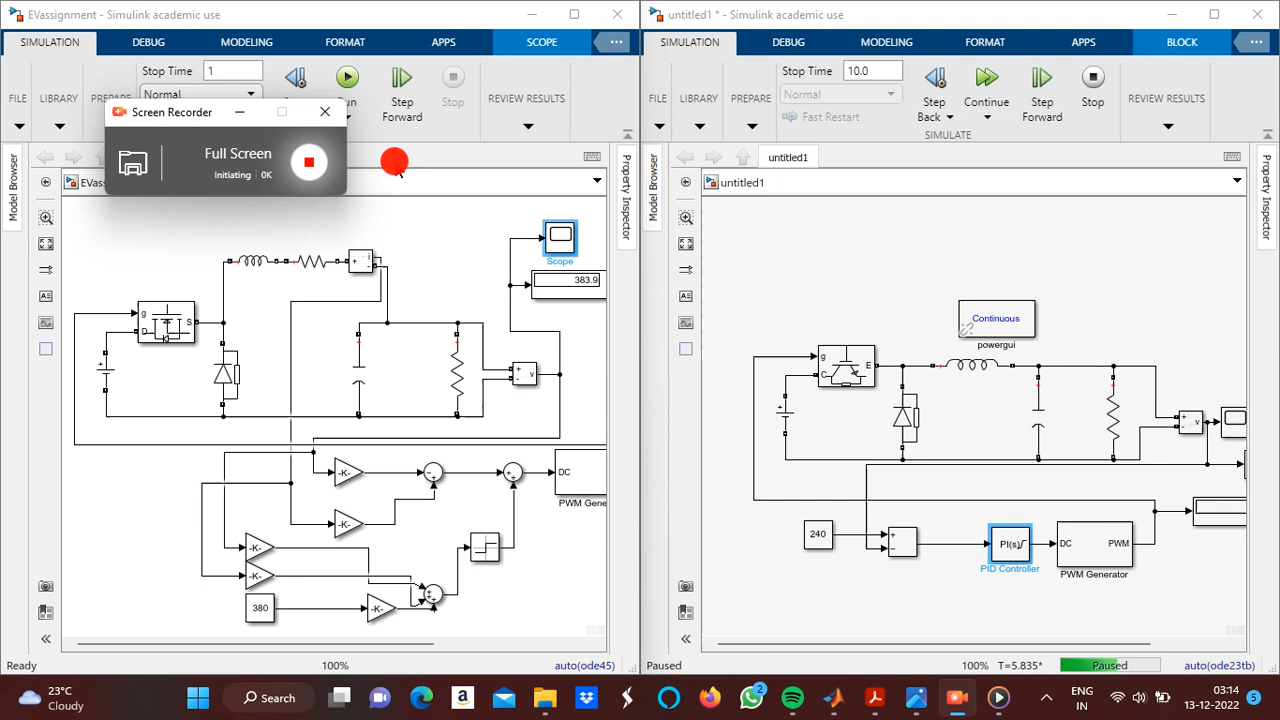 EVassignment - Simulink academic use
SIMULATION
DEBUG
MODELING
FORMAT
APPS
SCOPE
Stop Time
1
Normal
FILE
LIBRARY
Step
Forward
Stop
REVIEW RESULTS
Screen Recorder
Full Screen
Initiating
0K
Model Browser
Property Inspector
g
D
S
+
-
i
Scope
383.9
+
-
v
-K-
-K-
-K-
-K-
380
-K-
DC
Ready
100%
auto(ode45)
untitled1 * - Simulink academic use
SIMULATION
DEBUG
MODELING
FORMAT
APPS
BLOCK
Stop Time
10.0
Normal
Fast Restart
FILE
LIBRARY
PREPARE
Step
Back
Continue
Step
Forward
Stop
SIMULATE
REVIEW RESULTS
untitled1
Model Browser
untitled1
Property Inspector
Continuous
powergui
g
C
E
+
-
v
240
+
−
PI(s)
PID Controller
DC
PWM
PWM Generator
Paused
100%
T=5.835*
Paused
auto(ode23tb)
23°C
Cloudy
Search
a
2
ENG
IN
03:14
13-12-2022
5